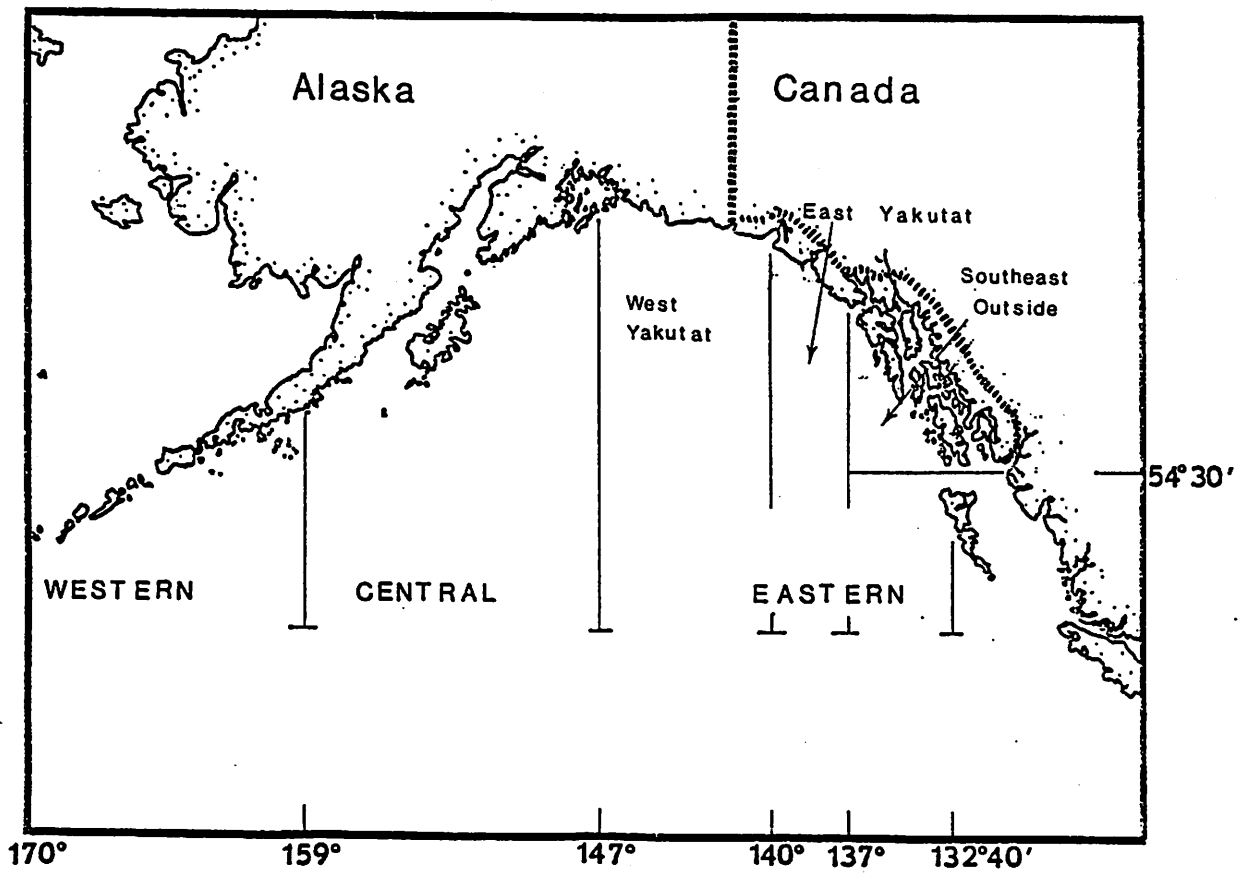 Alaska
Canada
East Yakutat
Southeast
Outside
West
Yakutat
54°30'
WESTERN
CENTRAL
EASTERN
170°
159°
147°
140°
137°
132°40'